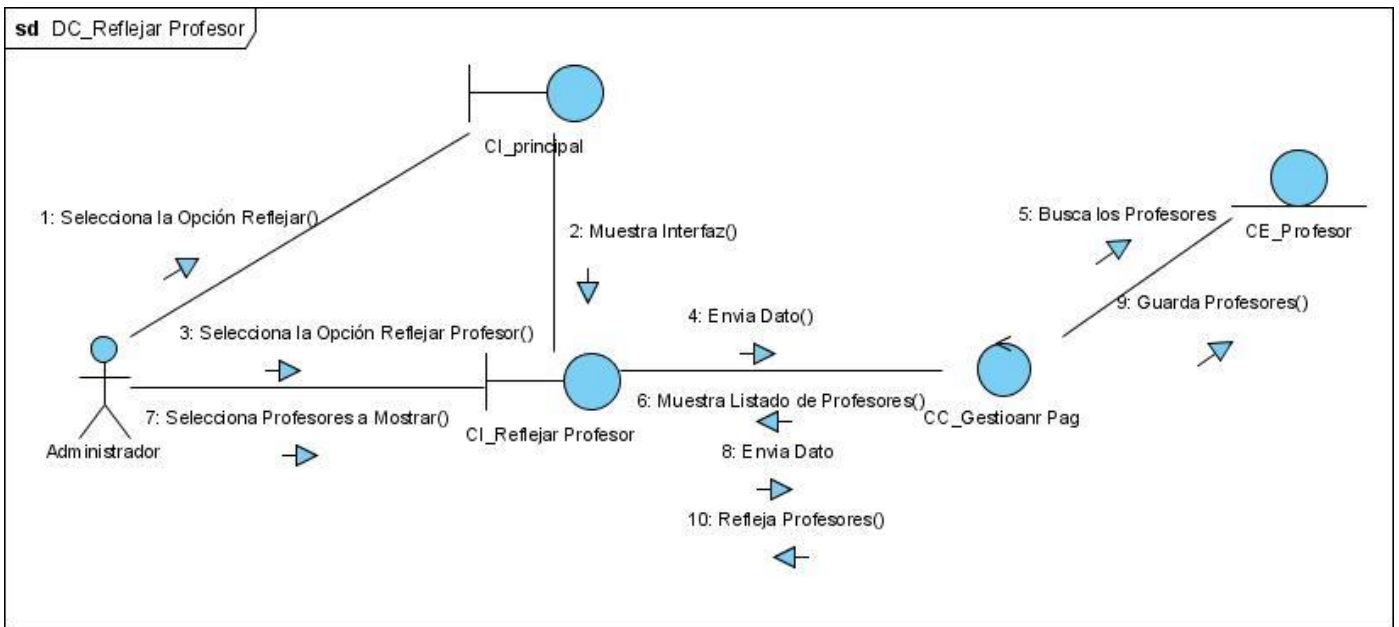 sd DC_Reflejar Profesor
CI_principal
1: Selecciona la Opción Reflejar()
2: Muestra Interfaz()
5: Busca los Profesores
CE_Profesor
3: Selecciona la Opción Reflejar Profesor()
4: Envia Dato()
9: Guarda Profesores()
7: Selecciona Profesores a Mostrar()
6: Muestra Listado de Profesores()
CC_Gestioanr Pag
Administrador
CI_Reflejar Profesor
8: Envia Dato
10: Refleja Profesores()